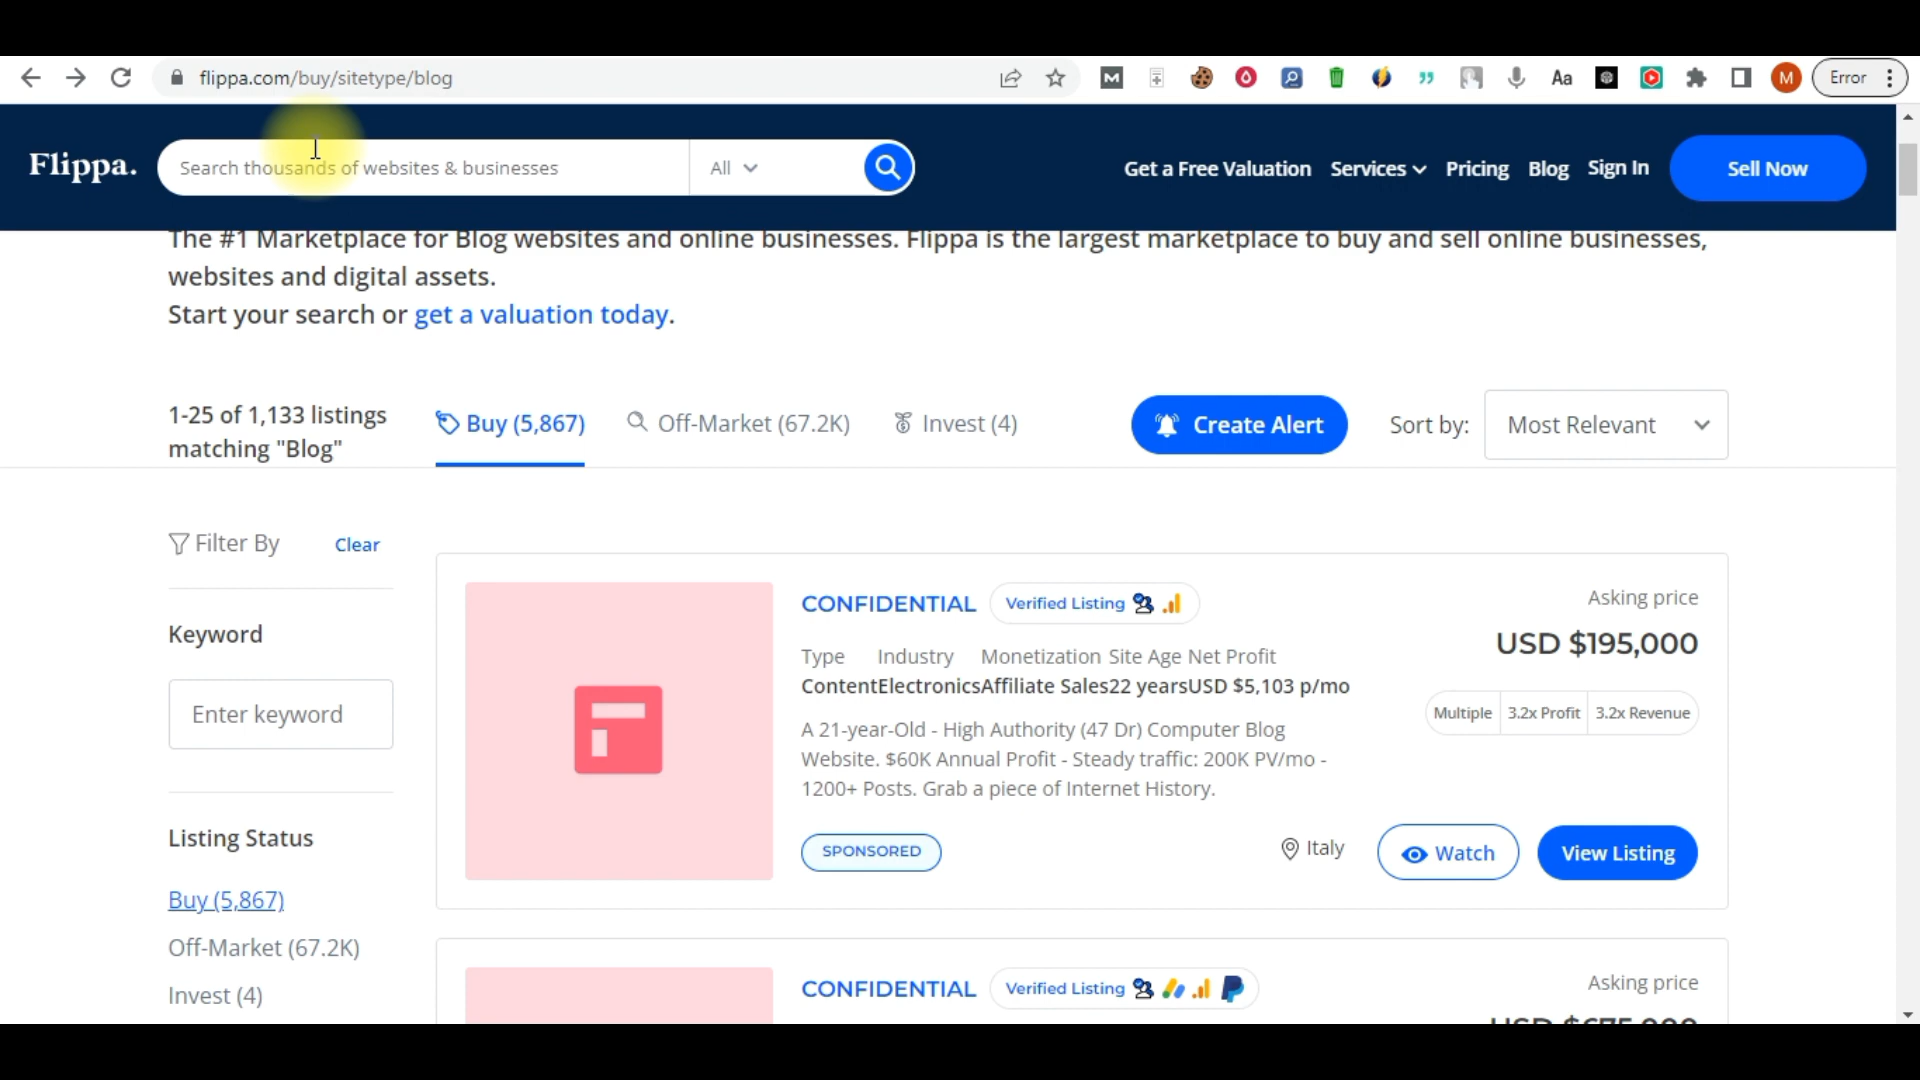 flippa.com/buy/sitetype/blog
M
Aa
M
Error
Flippa.
Search thousands of websites & businesses
All
Get a Free Valuation
Services
Pricing
Blog
Sign In
Sell Now
The #1 Marketplace for Blog websites and online businesses. Flippa is the largest marketplace to buy and sell online businesses,
websites and digital assets.
Start your search or get a valuation today.
1-25 of 1,133 listings
matching "Blog"
Buy (5,867)
Off-Market (67.2K)
Invest (4)
Create Alert
Sort by:
Most Relevant
Filter By
Clear
Keyword
Enter keyword
Listing Status
Buy (5,867)
Off-Market (67.2K)
Invest (4)
CONFIDENTIAL
Verified Listing
Type Industry Monetization Site Age Net Profit
ContentElectronicsAffiliate Sales22 yearsUSD $5,103 p/mo
A 21-year-Old - High Authority (47 Dr) Computer Blog
Website. $60K Annual Profit - Steady traffic: 200K PV/mo -
1200+ Posts. Grab a piece of Internet History.
SPONSORED
Italy
Asking price
USD $195,000
Multiple 3.2x Profit 3.2x Revenue
Watch
View Listing
CONFIDENTIAL
Verified Listing
Asking price